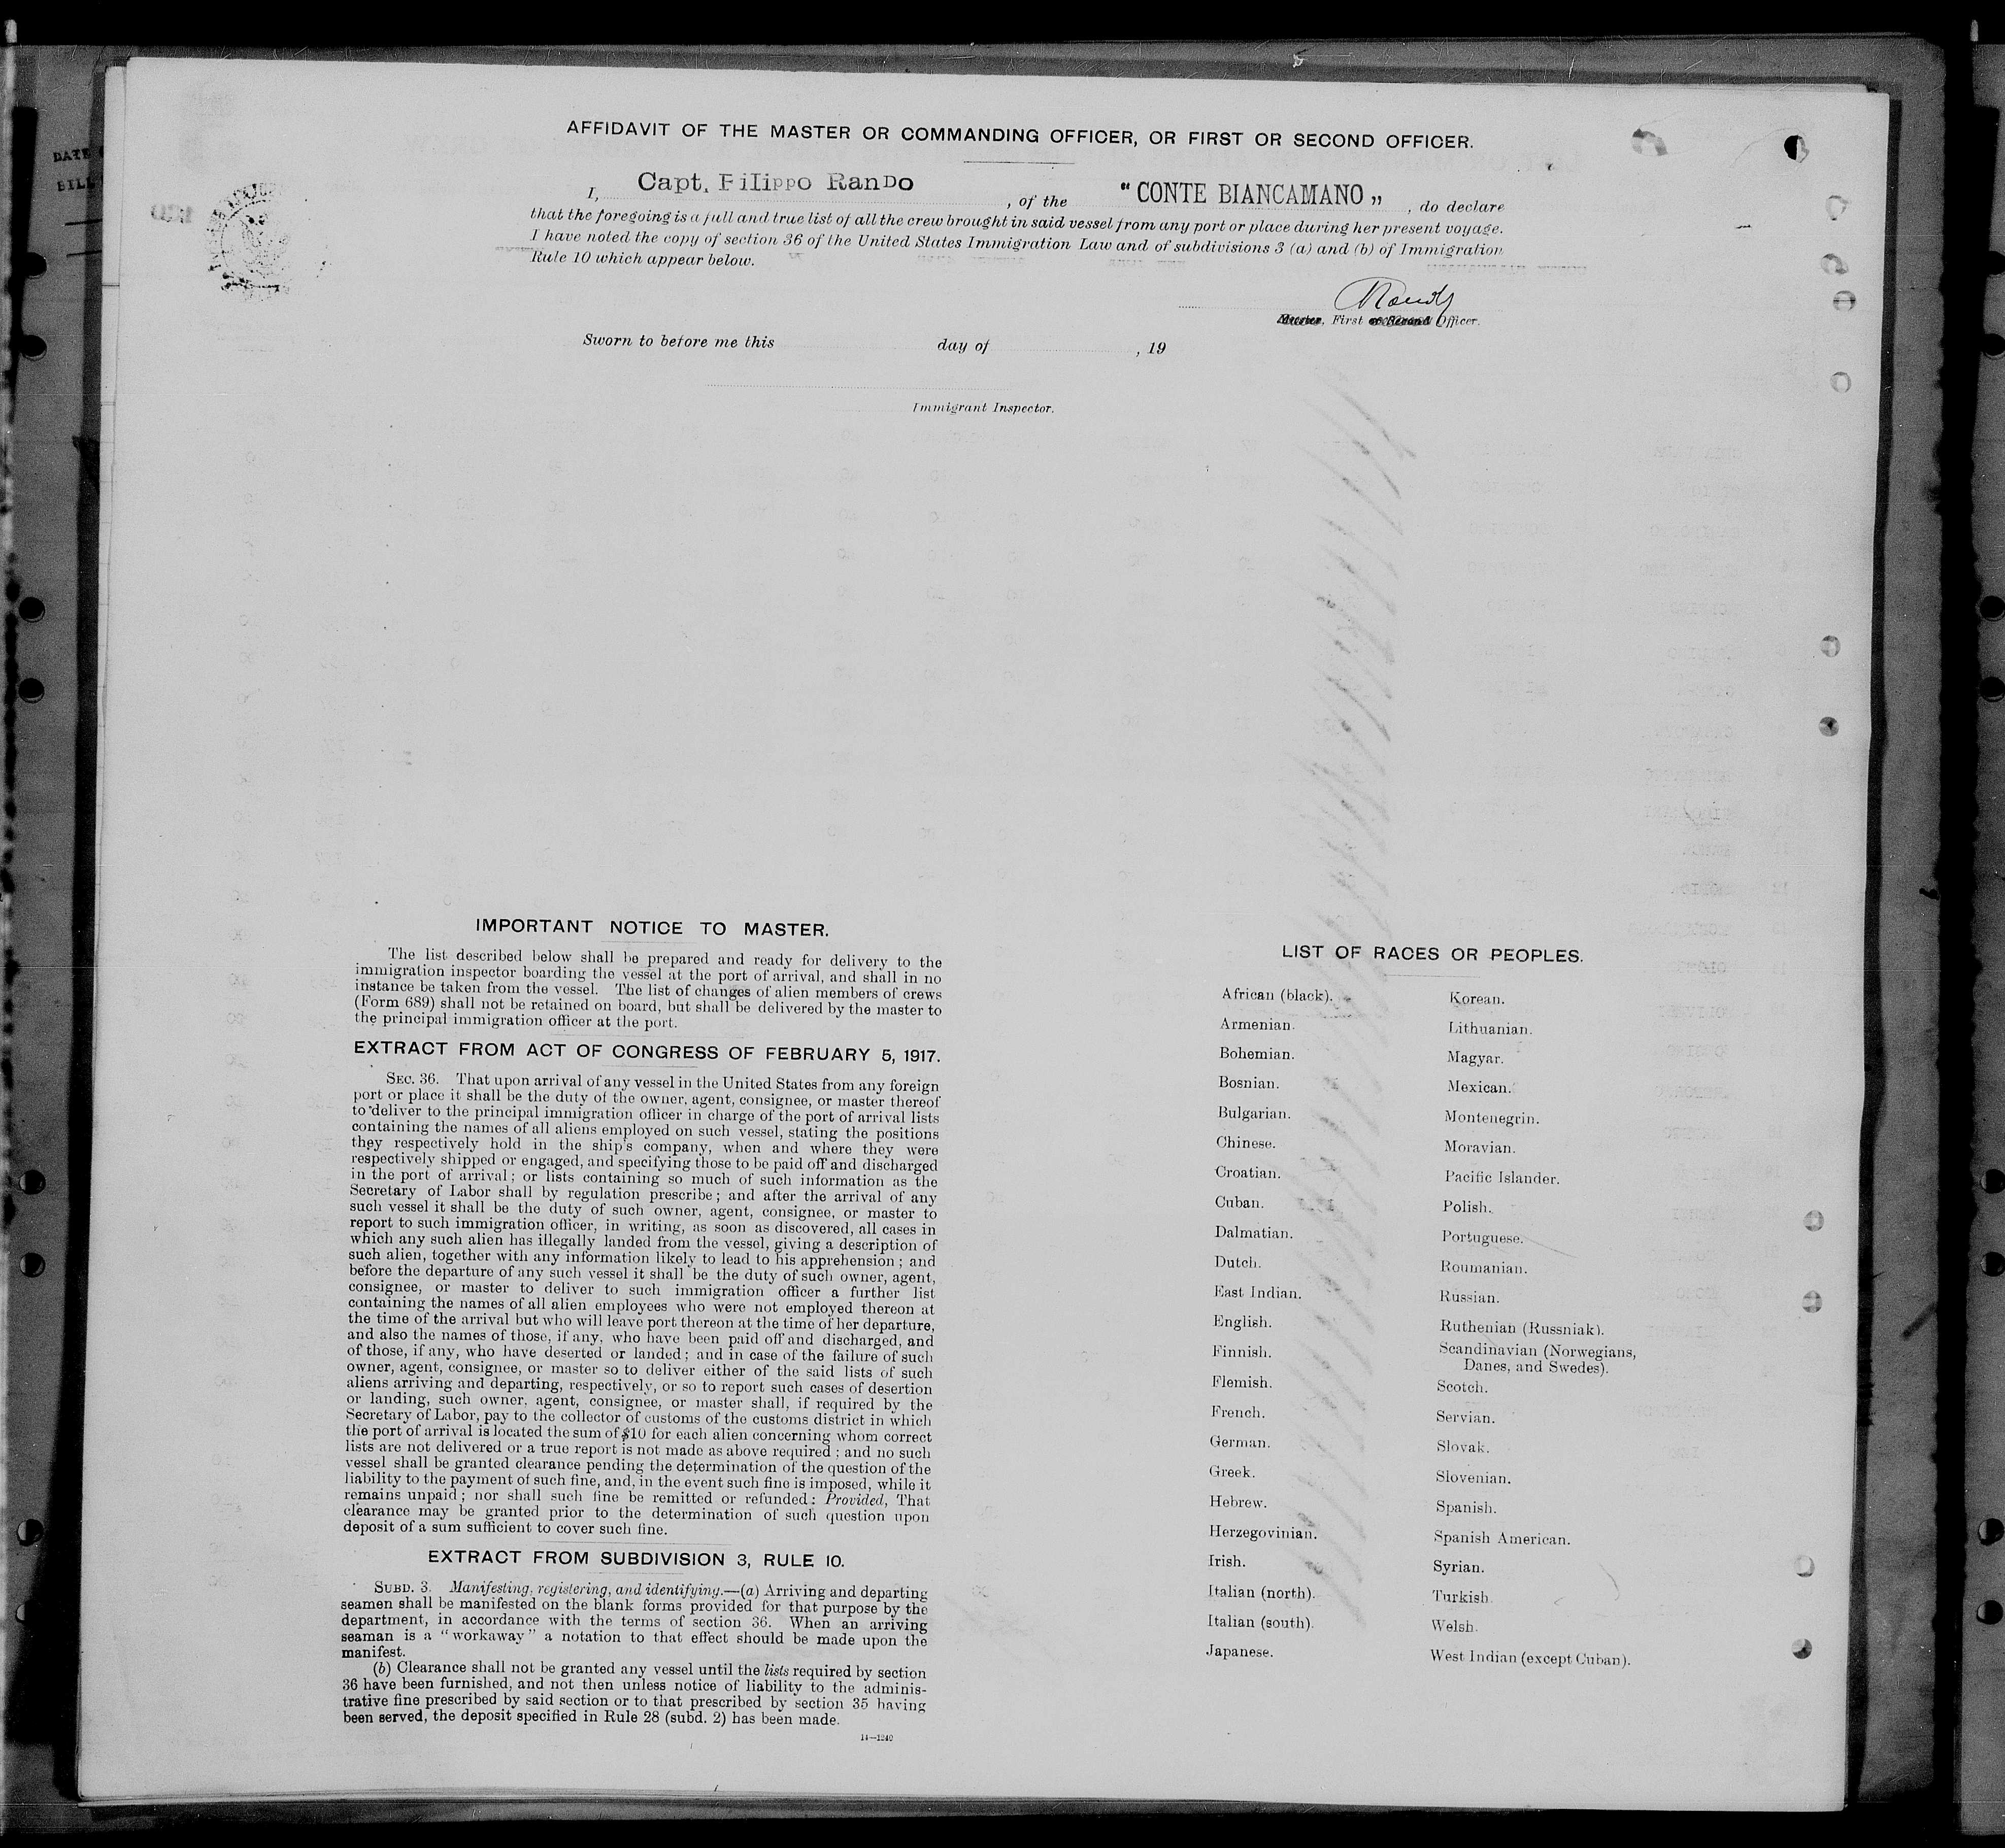 AFFIDAVIT OF THE MASTER OR COMMANDING OFFICER, OR FIRST OR SECOND OFFICER.
I, Capt. Filippo RanDo , of the " CONTE BIANCAMANO " , do declare
that the foregoing is a full and true list of all the crew brought in said vessel from any port or place during her present voyage.
I have noted the copy of section 36 of the United States Immigration Law and of subdivisions 3 (a) and (b) of Immigration
Rule 10 which appear below.
Master, First or Second Officer.
Sworn to before me this day of , 19
Immigrant Inspector.
IMPORTANT NOTICE TO MASTER.
The list described below shall be prepared and ready for delivery to the
immigration inspector boarding the vessel at the port of arrival, and shall in no
instance be taken from the vessel. The list of changes of alien members of crews
(Form 689) shall not be retained on board, but shall be delivered by the master to
the principal immigration officer at the port.
EXTRACT FROM ACT OF CONGRESS OF FEBRUARY 5, 1917.
SEC. 36. That upon arrival of any vessel in the United States from any foreign
port or place it shall be the duty of the owner, agent, consignee, or master thereof
to deliver to the principal immigration officer in charge of the port of arrival lists
containing the names of all aliens employed on such vessel, stating the positions
they respectively hold in the ship's company, when and where they were
respectively shipped or engaged, and specifying those to be paid off and discharged
in the port of arrival; or lists containing so much of such information as the
Secretary of Labor shall by regulation prescribe; and after the arrival of any
such vessel it shall be the duty of such owner, agent, consignee, or master to
report to such immigration officer, in writing, as soon as discovered, all cases in
which any such alien has illegally landed from the vessel, giving a description of
such alien, together with any information likely to lead to his apprehension; and
before the departure of any such vessel it shall be the duty of such owner, agent,
consignee, or master to deliver to such immigration officer a further list
containing the names of all alien employees who were not employed thereon at
the time of the arrival but who will leave port thereon at the time of her departure,
and also the names of those, if any, who have been paid off and discharged, and
of those, if any, who have deserted or landed; and in case of the failure of such
owner, agent, consignee, or master so to deliver either of the said lists of such
aliens arriving and departing, respectively, or so to report such cases of desertion
or landing, such owner, agent, consignee, or master shall, if required by the
Secretary of Labor, pay to the collector of customs of the customs district in which
the port of arrival is located the sum of $10 for each alien concerning whom correct
lists are not delivered or a true report is not made as above required; and no such
vessel shall be granted clearance pending the determination of the question of the
liability to the payment of such fine, and, in the event such fine is imposed, while it
remains unpaid; nor shall such fine be remitted or refunded: Provided, That
clearance may be granted prior to the determination of such question upon
deposit of a sum sufficient to cover such fine.
EXTRACT FROM SUBDIVISION 3, RULE 10.
SUBD. 3. Manifesting, registering, and identifying.—(a) Arriving and departing
seamen shall be manifested on the blank forms provided for that purpose by the
department, in accordance with the terms of section 36. When an arriving
seaman is a "workaway" a notation to that effect should be made upon the
manifest.
(b) Clearance shall not be granted any vessel until the lists required by section
36 have been furnished, and not then unless notice of liability to the adminis-
trative fine prescribed by said section or to that prescribed by section 35 having
been served, the deposit specified in Rule 28 (subd. 2) has been made.
14—1240
LIST OF RACES OR PEOPLES.
African (black).
Armenian.
Bohemian.
Bosnian.
Bulgarian.
Chinese.
Croatian.
Cuban.
Dalmatian.
Dutch.
East Indian.
English.
Finnish.
Flemish.
French.
German.
Greek.
Hebrew.
Herzegovinian.
Irish.
Italian (north).
Italian (south).
Japanese.
Korean.
Lithuanian.
Magyar.
Mexican.
Montenegrin.
Moravian.
Pacific Islander.
Polish.
Portuguese.
Roumanian.
Russian.
Ruthenian (Russniak).
Scandinavian (Norwegians,
Danes, and Swedes).
Scotch.
Servian.
Slovak.
Slovenian.
Spanish.
Spanish American.
Syrian.
Turkish.
Welsh.
West Indian (except Cuban).